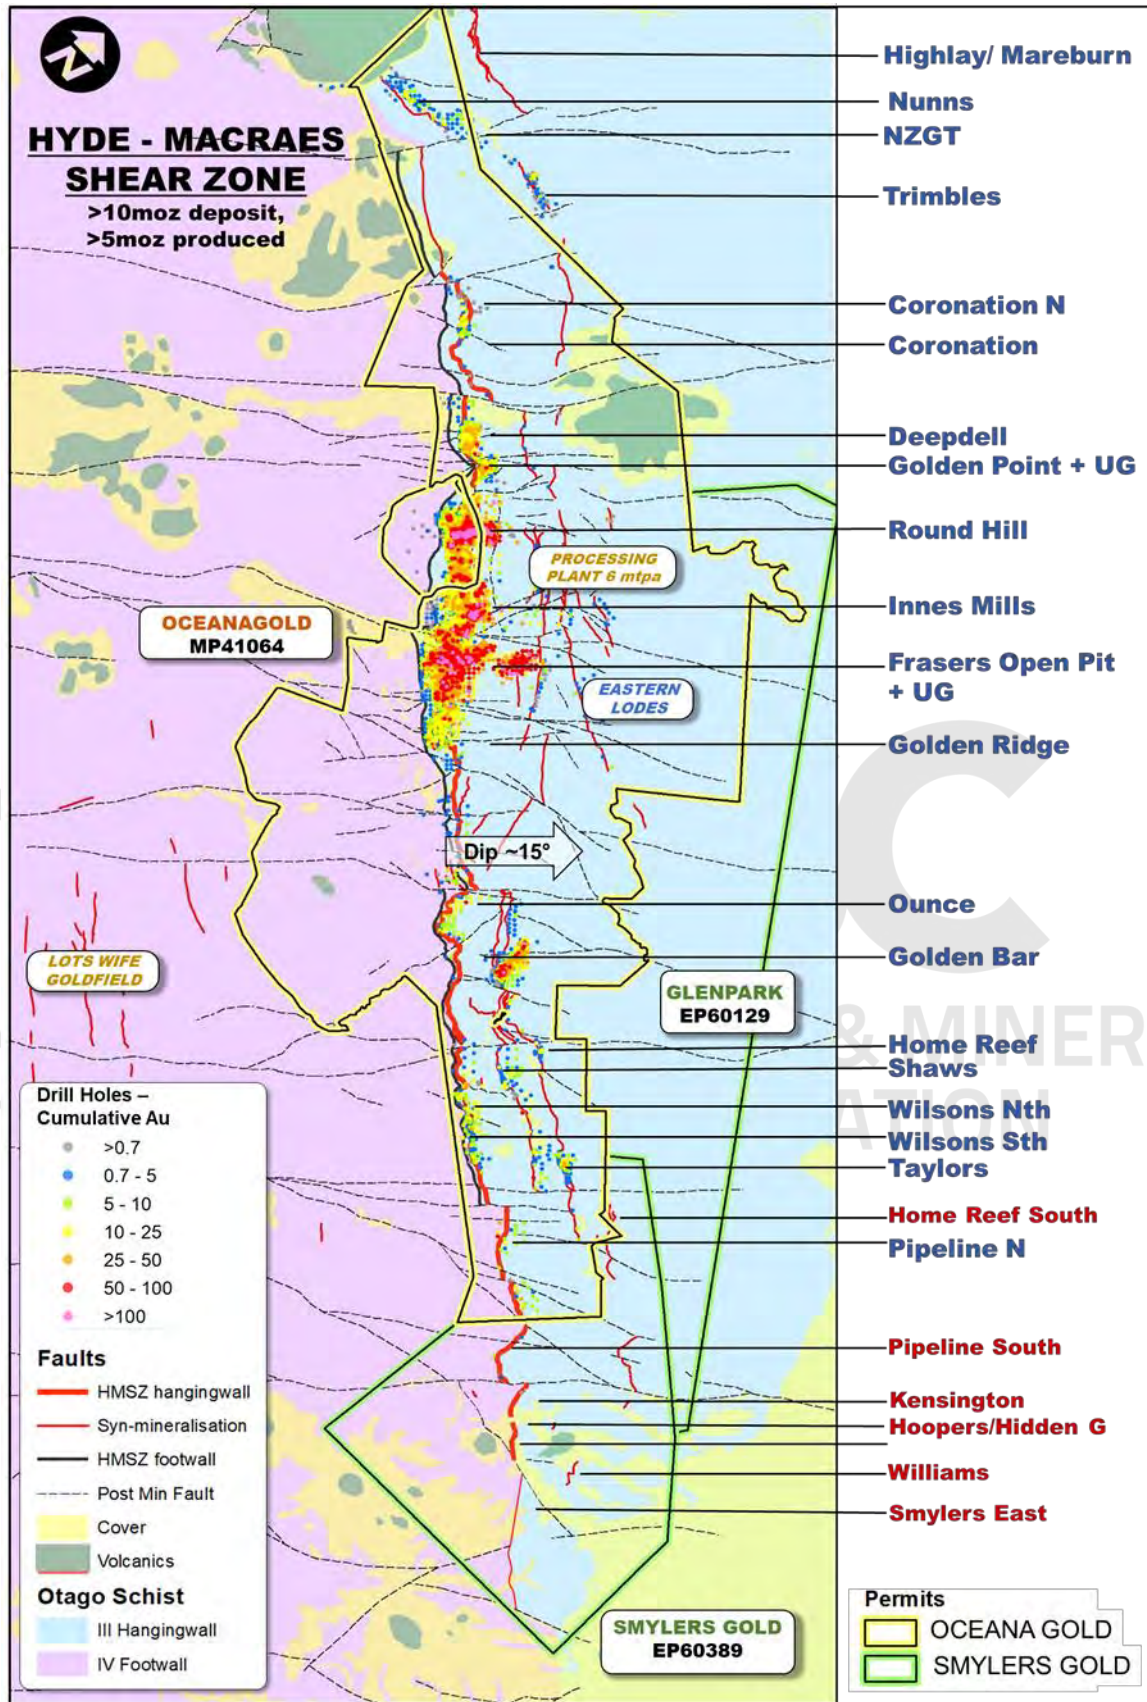 N
HYDE - MACRAES
SHEAR ZONE
>10moz deposit,
>5moz produced
Highlay/ Mareburn
Nunns
NZGT
Trimbles
Coronation N
Coronation
Deepdell
Golden Point + UG
Round Hill
PROCESSING
PLANT 6 mtpa
Innes Mills
OCEANAGOLD
MP41064
Frasers Open Pit
+ UG
EASTERN
LODES
Golden Ridge
Dip ~15°
Ounce
Golden Bar
LOTS WIFE
GOLDFIELD
GLENPARK
EP60129
C
& MINER
ATION
Home Reef
Shaws
Wilsons Nth
Wilsons Sth
Taylors
Home Reef South
Pipeline N
Pipeline South
Kensington
Hoopers/Hidden G
Williams
Smylers East
Drill Holes –
Cumulative Au
>0.7
0.7 - 5
5 - 10
10 - 25
25 - 50
50 - 100
>100
Faults
HMSZ hangingwall
Syn-mineralisation
HMSZ footwall
Post Min Fault
Cover
Volcanics
Otago Schist
III Hangingwall
IV Footwall
SMYLERS GOLD
EP60389
Permits
OCEANA GOLD
SMYLERS GOLD